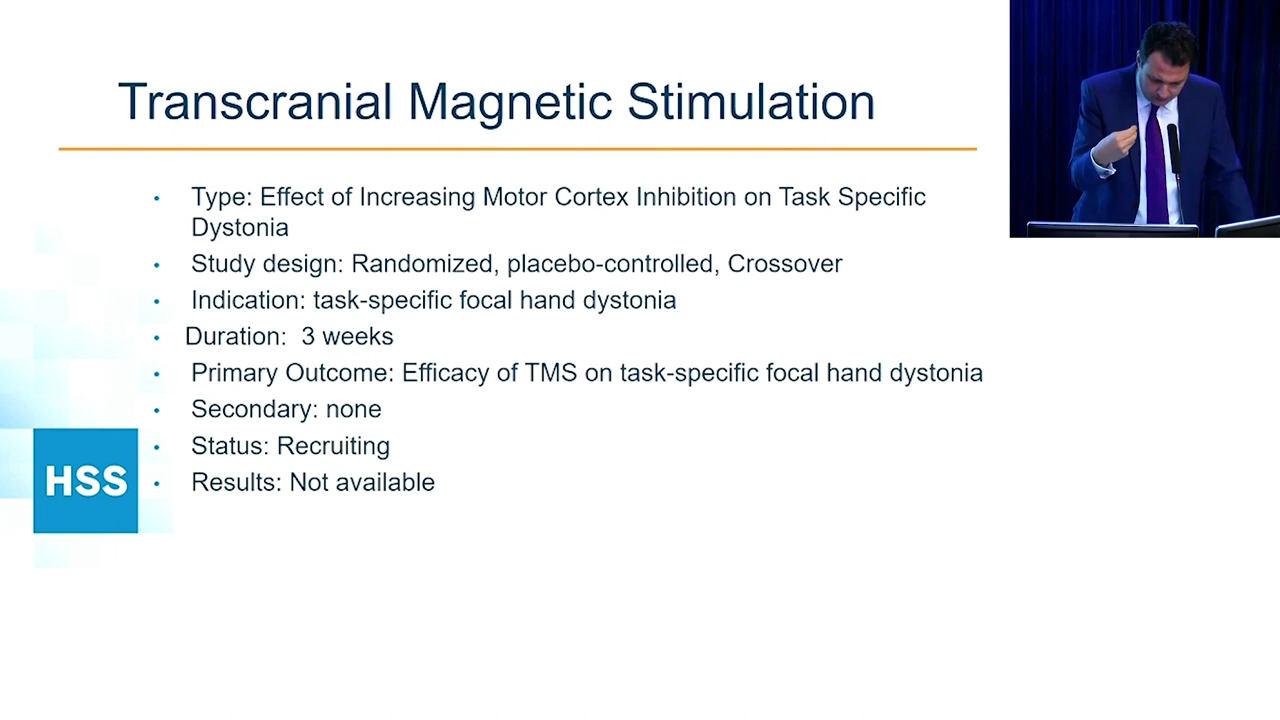 Transcranial Magnetic Stimulation
• Type: Effect of Increasing Motor Cortex Inhibition on Task Specific
Dystonia
• Study design: Randomized, placebo-controlled, Crossover
• Indication: task-specific focal hand dystonia
• Duration:  3 weeks
• Primary Outcome: Efficacy of TMS on task-specific focal hand dystonia
• Secondary: none
• Status: Recruiting
• Results: Not available
HSS